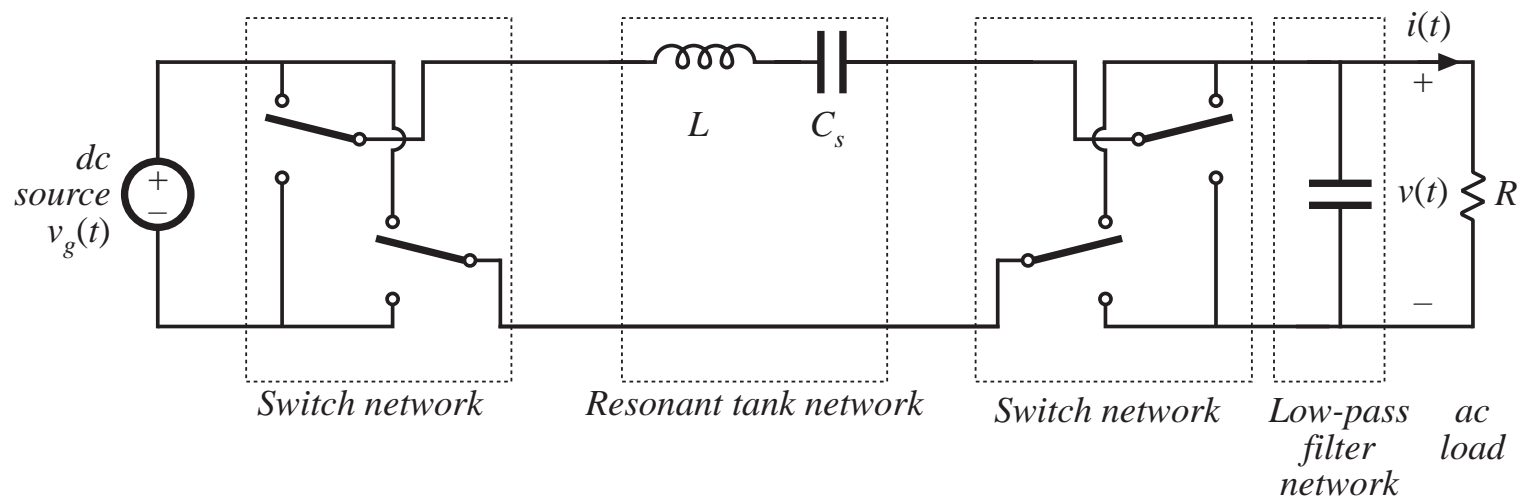 i(t)
L
C_s
+
−
dc
source
v_g(t)
+
v(t)
−
R
Switch network
Resonant tank network
Switch network
Low-pass
filter
network
ac
load